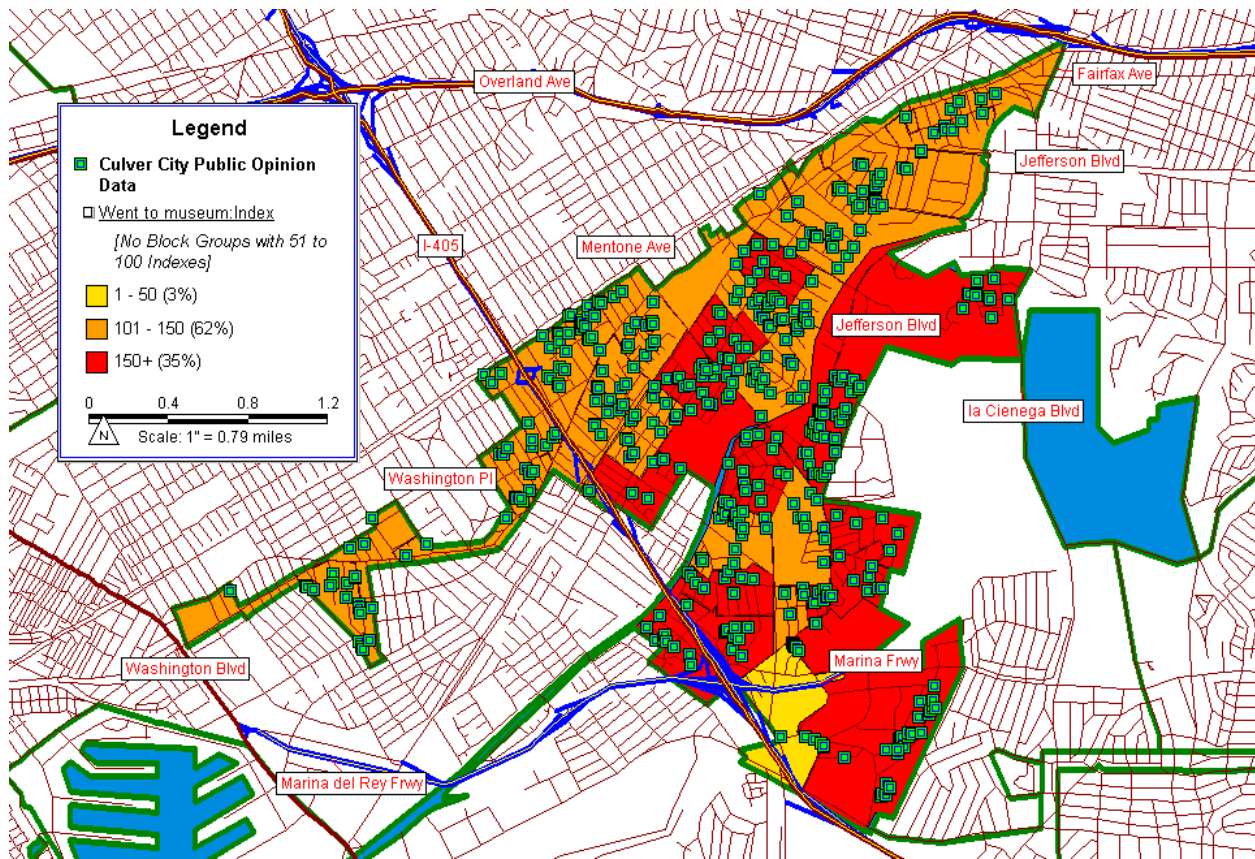 Overland Ave
Fairfax Ave
Legend
Culver City Public Opinion
Data
Went to museum:Index
[No Block Groups with 51 to
100 Indexes]
1 - 50 (3%)
101 - 150 (62%)
150+ (35%)
0 0.4 0.8 1.2
N
Scale: 1" = 0.79 miles
Jefferson Blvd
I-405
Mentone Ave
Jefferson Blvd
la Cienega Blvd
Washington Pl
Washington Blvd
Marina Frwy
Marina del Rey Frwy